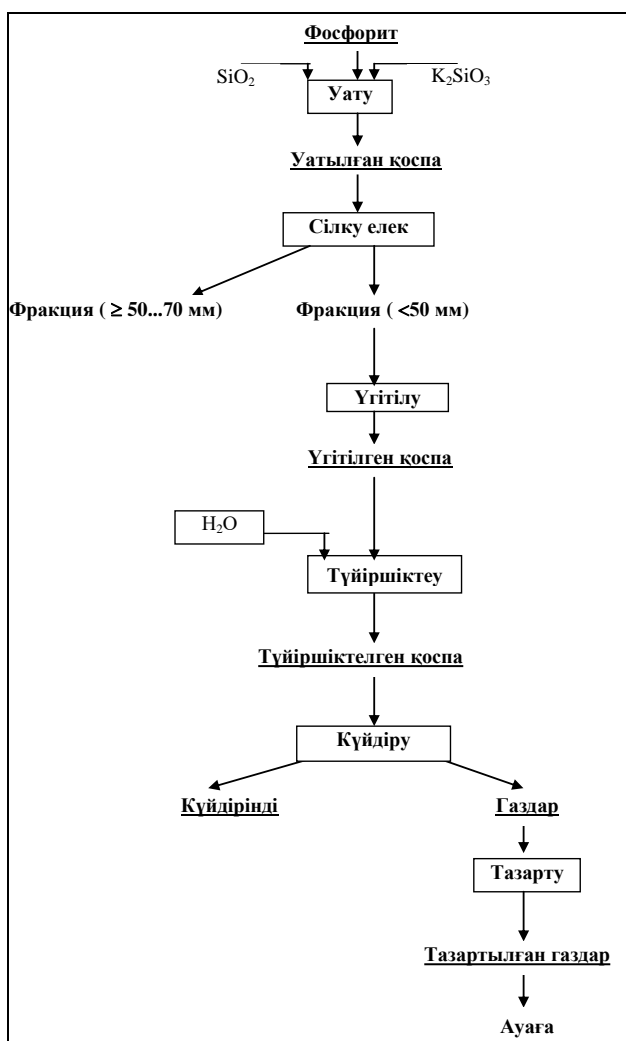 Фосфорит
SiO₂
K₂SiO₃
Уату
Уатылған қоспа
Сілку елек
Фракция ( ≥ 50...70 мм)
Фракция ( <50 мм)
Үгітілу
Үгітілген қоспа
H₂O
Түйіршіктеу
Түйіршіктелген қоспа
Күйдіру
Күйдірінді
Газдар
Тазарту
Тазартылған газдар
Ауаға